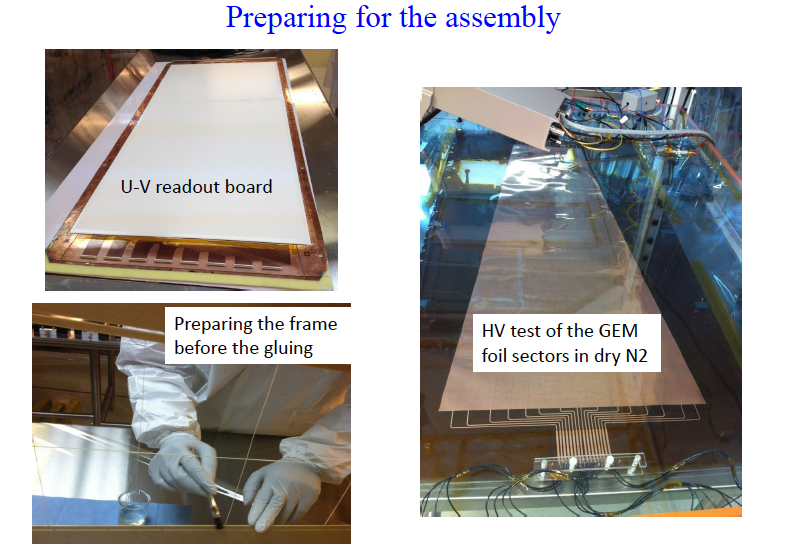 Preparing for the assembly
U-V readout board
Preparing the frame
before the gluing
HV test of the GEM
foil sectors in dry N2